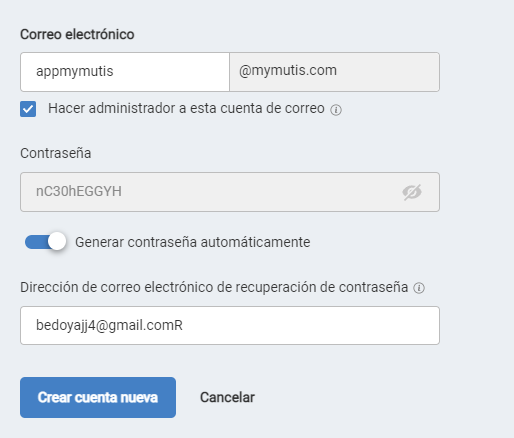 Correo electrónico
appmymutis @mymutis.com
Hacer administrador a esta cuenta de correo
Contraseña
nC30hEGGYH
Generar contraseña automáticamente
Dirección de correo electrónico de recuperación de contraseña
bedoyajj4@gmail.comR
Crear cuenta nueva Cancelar